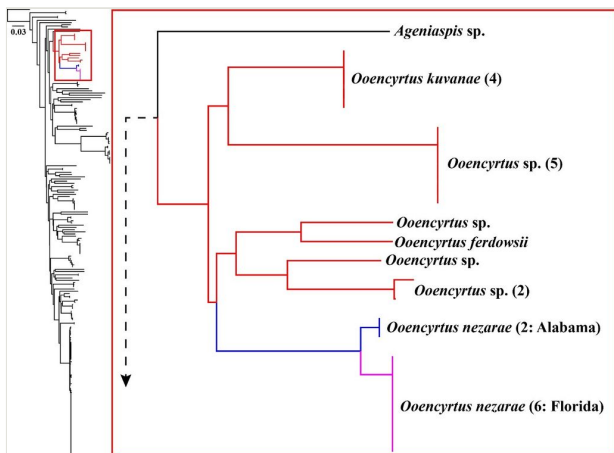 0.03
Ageniaspis sp.
Ooencyrtus kuvanae (4)
Ooencyrtus sp. (5)
Ooencyrtus sp.
Ooencyrtus ferdowsii
Ooencyrtus sp.
Ooencyrtus sp. (2)
Ooencyrtus nezarae (2: Alabama)
Ooencyrtus nezarae (6: Florida)